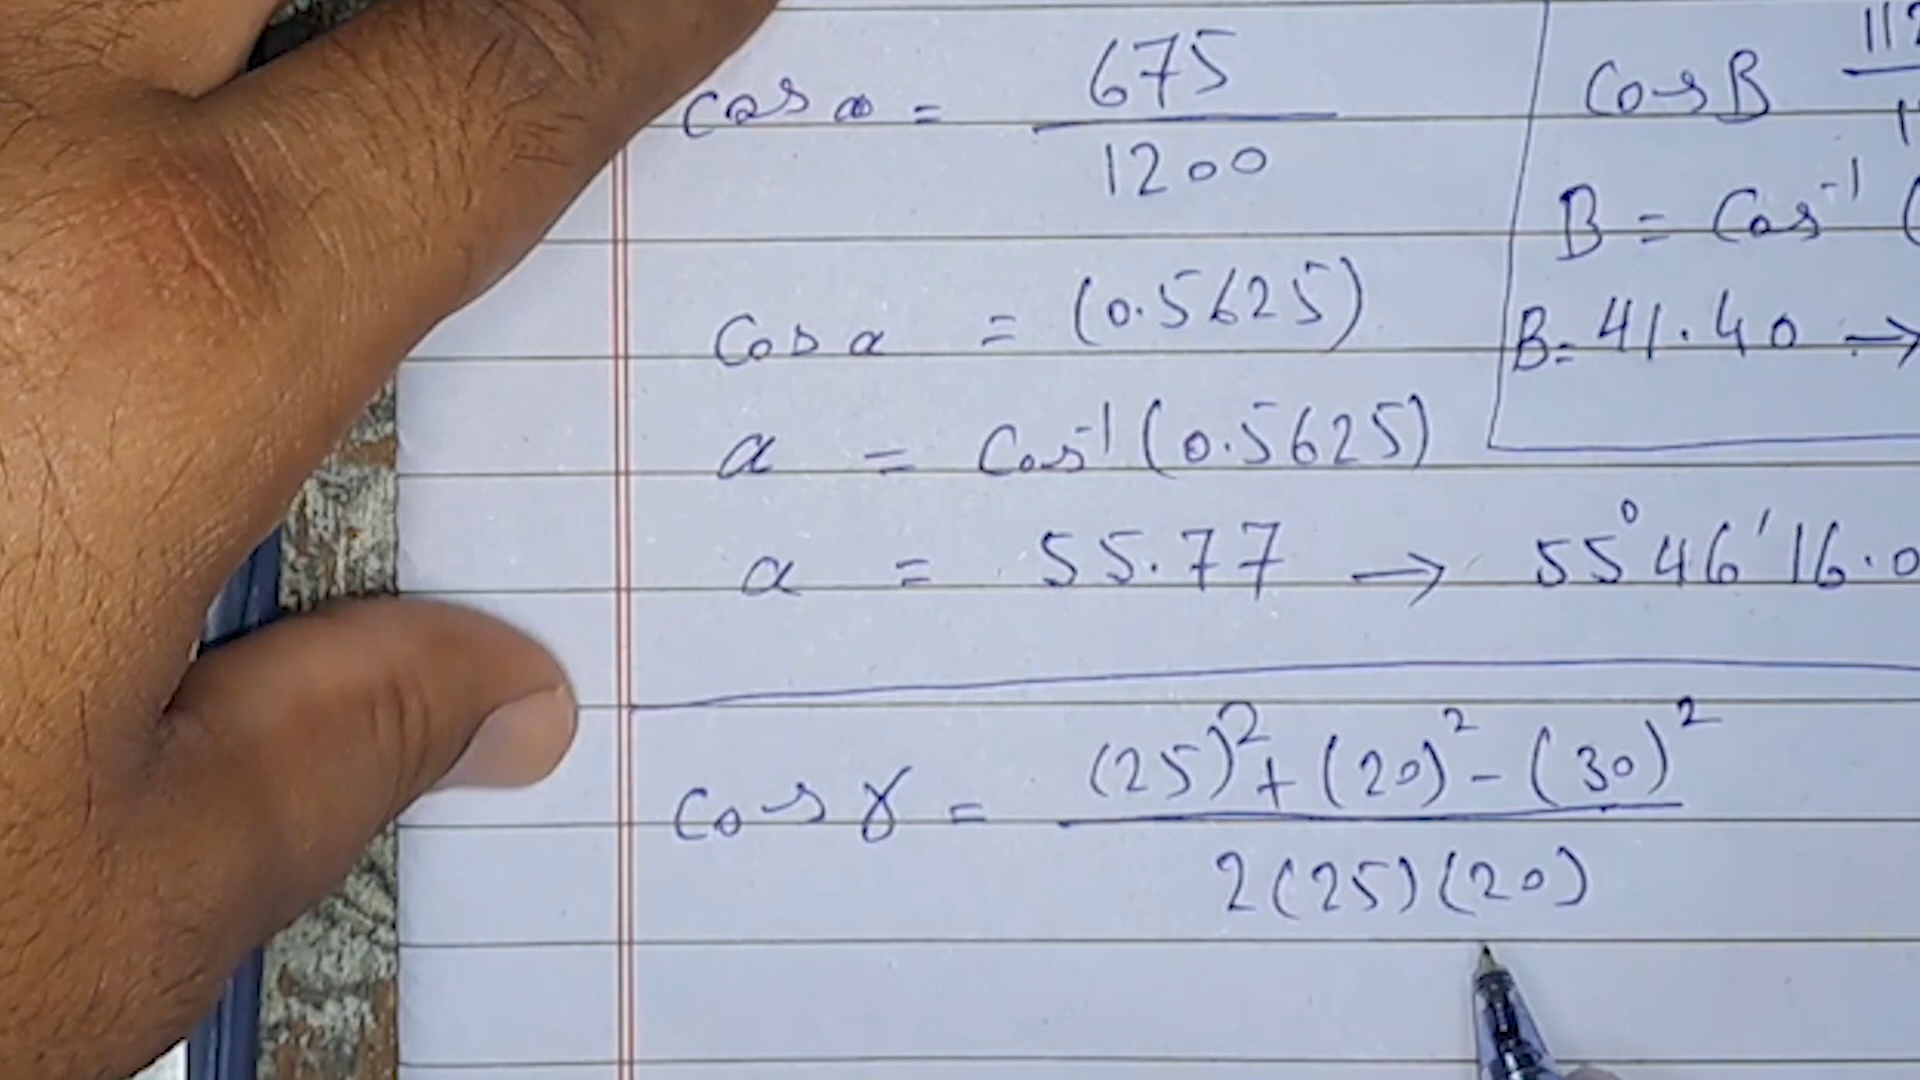 cos α = 675 / 1200
Cos α = (0.5625)
α = Cos⁻¹ (0.5625)
α = 55.77 → 55° 46' 16.0
Cos B
B = Cos⁻¹ (
B = 41.40 →
Cos γ = (25)² + (20)² - (30)² / 2(25)(20)